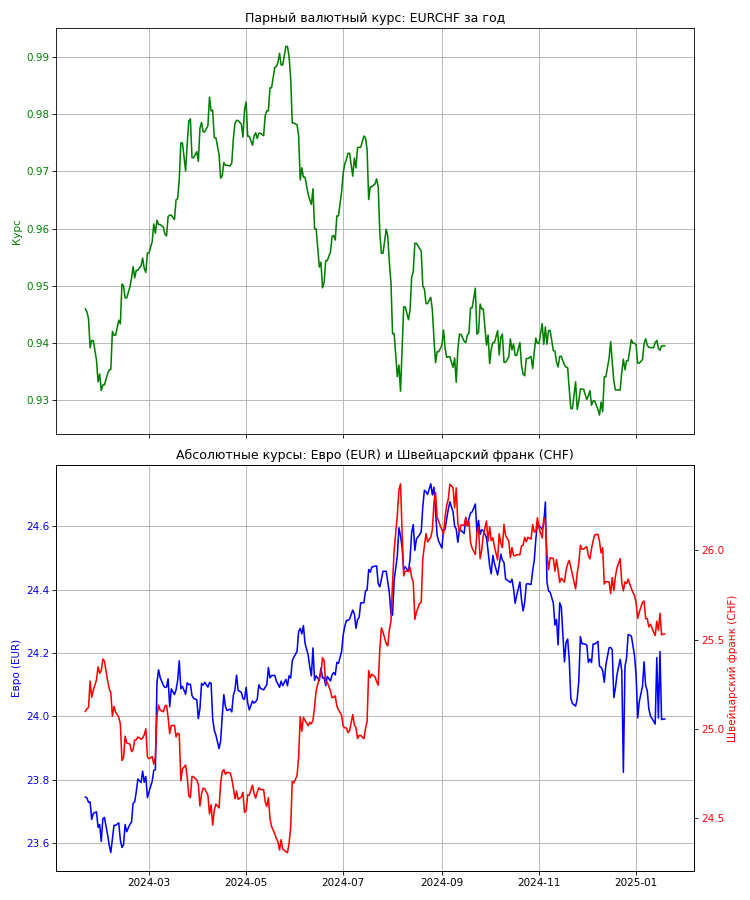 Парный валютный курс: EURCHF за год
Курс
0.99
0.98
0.97
0.96
0.95
0.94
0.93
Абсолютные курсы: Евро (EUR) и Швейцарский франк (CHF)
Евро (EUR)
24.6
24.4
24.2
24.0
23.8
23.6
26.0
25.5
25.0
24.5
Швейцарский франк (CHF)
2024-03 2024-05 2024-07 2024-09 2024-11 2025-01